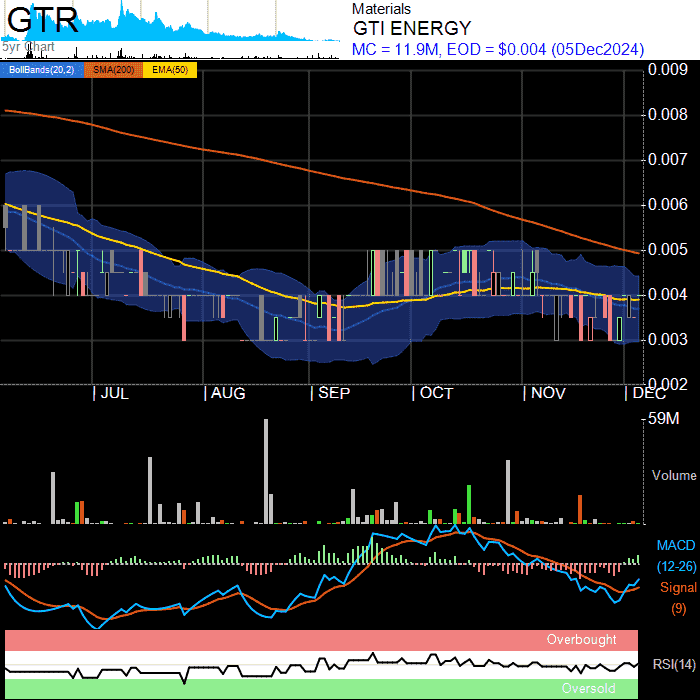 GTR
5yr Chart
Materials
GTI ENERGY
MC = 11.9M, EOD = $0.004 (05Dec2024)
BollBands(20,2) SMA(200) EMA(50)
0.009
0.008
0.007
0.006
0.005
0.004
0.003
0.002
JUL AUG SEP OCT NOV DEC
59M
Volume
MACD
(12-26)
Signal
(9)
Overbought
RSI(14)
Oversold